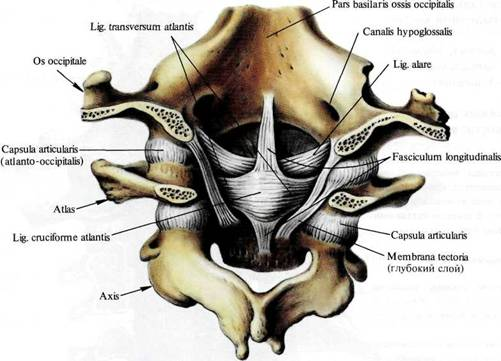 Pars basilaris ossis occipitalis
Lig. transversum atlantis
Canalis hypoglossalis
Os occipitale
Lig. alare
Capsula articularis
(atlanto-occipitalis)
Fasciculum longitudinalis
Atlas
Lig. cruciforme atlantis
Capsula articularis
Membrana tectoria
(глубокий слой)
Axis